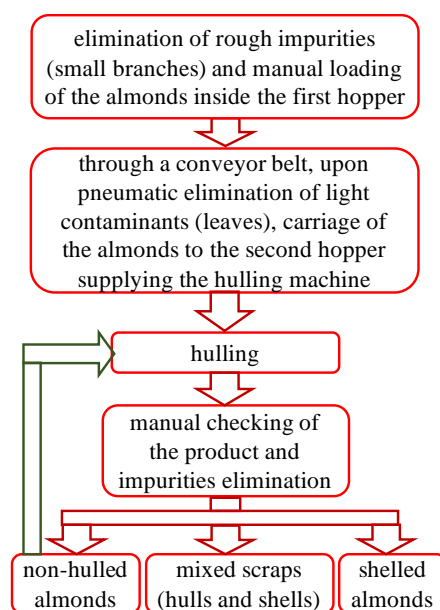 elimination of rough impurities
(small branches) and manual loading
of the almonds inside the first hopper
through a conveyor belt, upon
pneumatic elimination of light
contaminants (leaves), carriage of
the almonds to the second hopper
supplying the hulling machine
hulling
manual checking of
the product and
impurities elimination
non-hulled
almonds
mixed scraps
(hulls and shells)
shelled
almonds